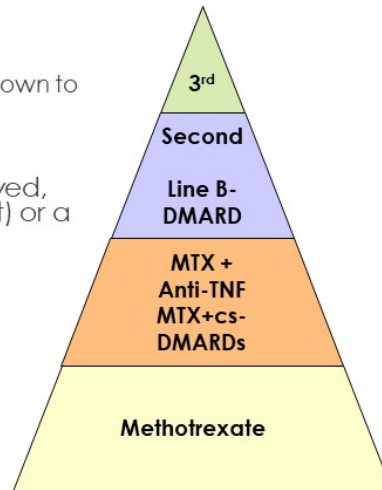 own to
ved,
t) or a
3rd
Second
Line B-
DMARD
MTX +
Anti-TNF
MTX+cs-
DMARDs
Methotrexate